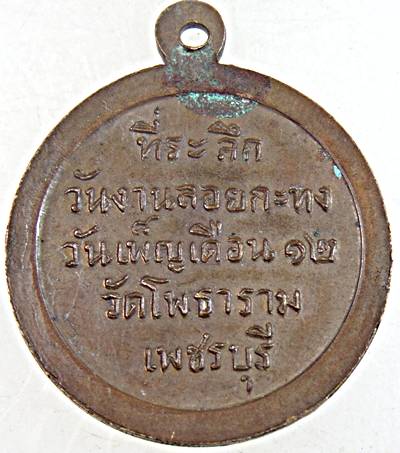 ที่ระลึก
วันงานลอยกะทง
วันเพ็ญเดือน ๑๒
วัดโพธาราม
เพชรบุรี